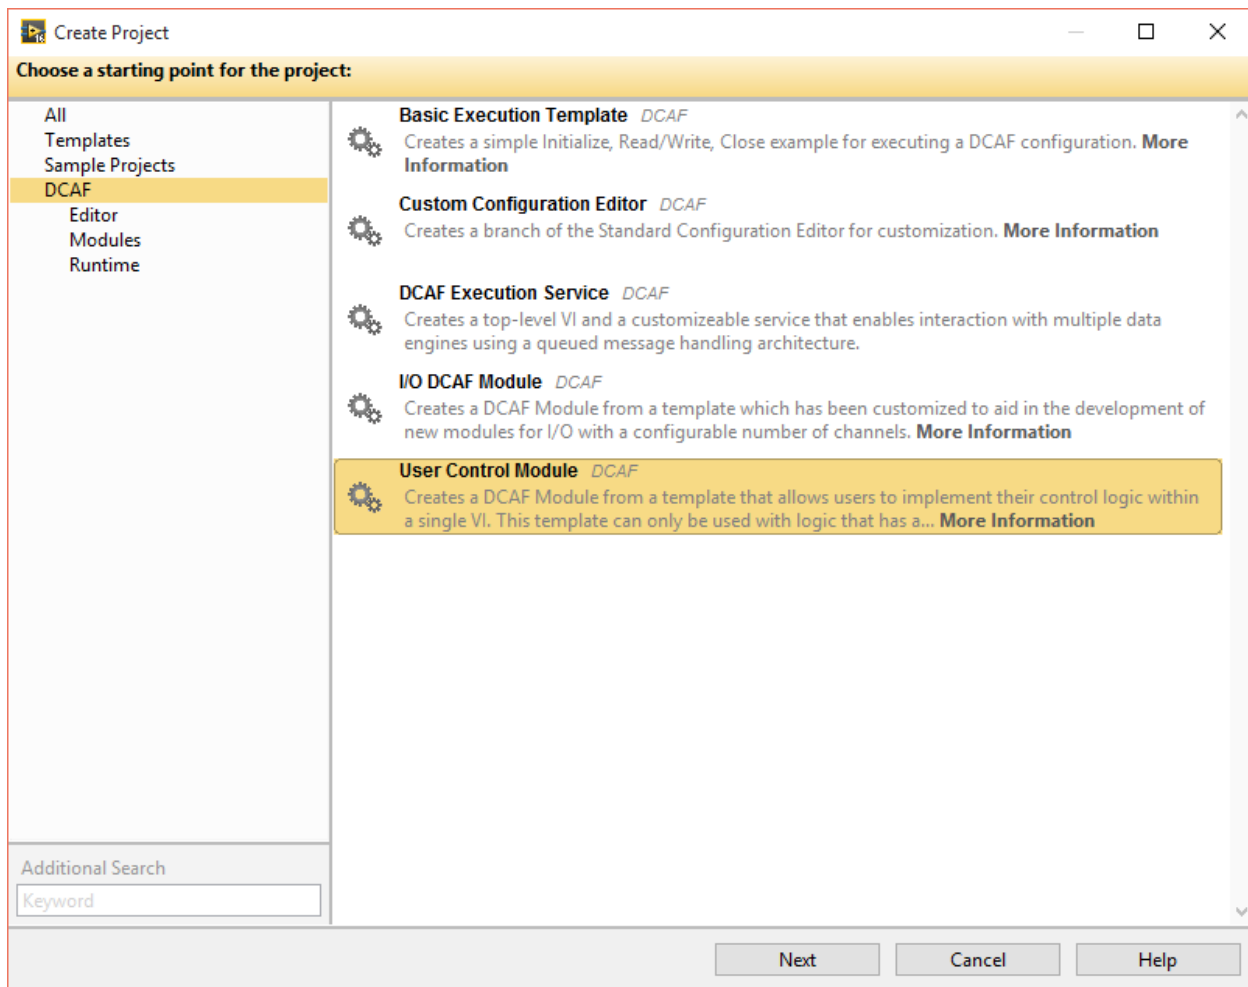 Create Project
Choose a starting point for the project:
All
Templates
Sample Projects
DCAF
Editor
Modules
Runtime
Additional Search
Keyword
Basic Execution Template DCAF
Creates a simple Initialize, Read/Write, Close example for executing a DCAF configuration. More
Information
Custom Configuration Editor DCAF
Creates a branch of the Standard Configuration Editor for customization. More Information
DCAF Execution Service DCAF
Creates a top-level VI and a customizeable service that enables interaction with multiple data
engines using a queued message handling architecture.
I/O DCAF Module DCAF
Creates a DCAF Module from a template which has been customized to aid in the development of
new modules for I/O with a configurable number of channels. More Information
User Control Module DCAF
Creates a DCAF Module from a template that allows users to implement their control logic within
a single VI. This template can only be used with logic that has a... More Information
Next
Cancel
Help